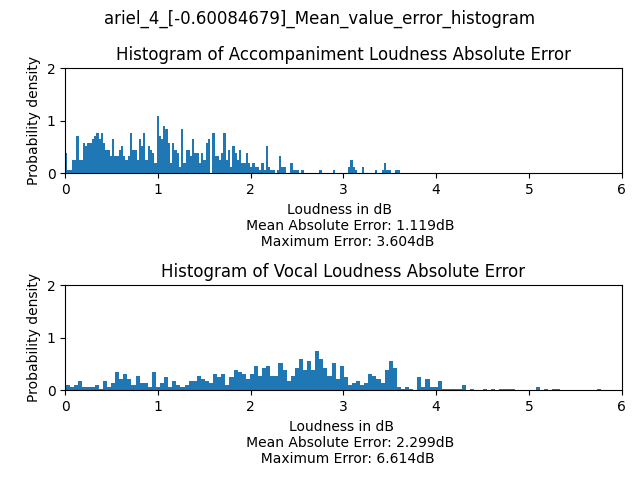 ariel_4_[-0.60084679]_Mean_value_error_histogram
Histogram of Accompaniment Loudness Absolute Error
Probability density
2
1
0
0 1 2 3 4 5 6
Loudness in dB
Mean Absolute Error: 1.119dB
Maximum Error: 3.604dB
Histogram of Vocal Loudness Absolute Error
Probability density
2
1
0
0 1 2 3 4 5 6
Loudness in dB
Mean Absolute Error: 2.299dB
Maximum Error: 6.614dB